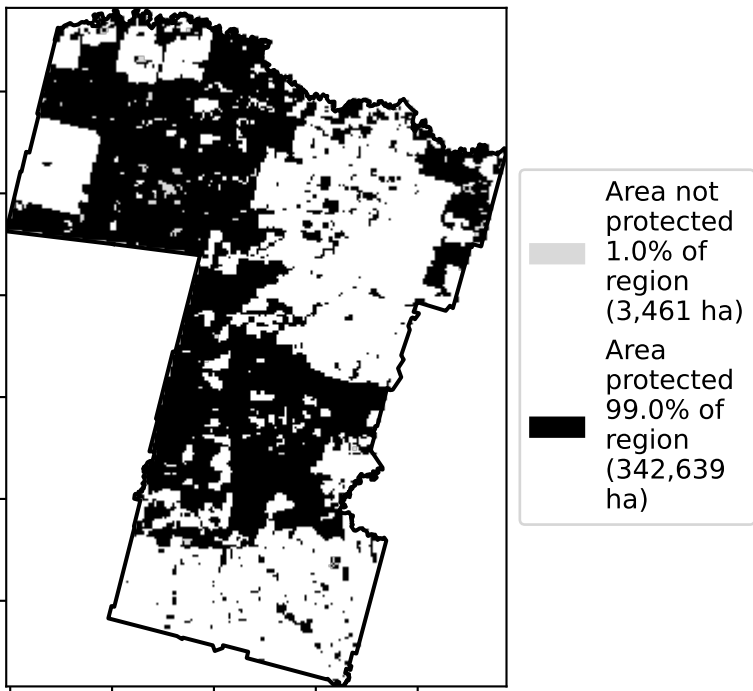 Area not
protected
1.0% of
region
(3,461 ha)
Area
protected
99.0% of
region
(342,639
ha)